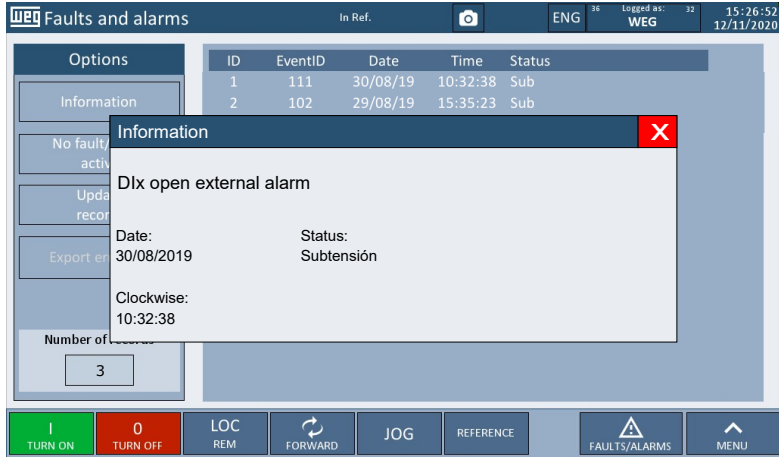 WEG Faults and alarms
In Ref.
ENG
36 Logged as: 32
WEG
15:26:52
12/11/2020
Options
Information
No fault/
activ
Upda
recor
Export er
Number of records
3
ID EventID Date Time Status
1 111 30/08/19 10:32:38 Sub
2 102 29/08/19 15:35:23 Sub
Information X
DIx open external alarm
Date: Status:
30/08/2019 Subtensión
Clockwise:
10:32:38
I
TURN ON
0
TURN OFF
LOC
REM
FORWARD
JOG
REFERENCE
FAULTS/ALARMS
MENU